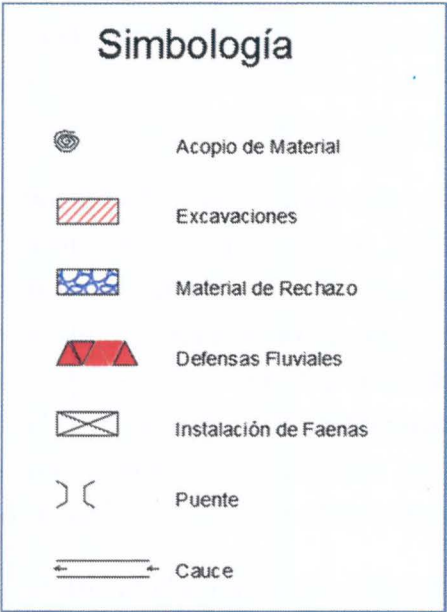 Simbología
Acopio de Material
Excavaciones
Material de Rechazo
Defensas Fluviales
Instalación de Faenas
Puente
Cauce